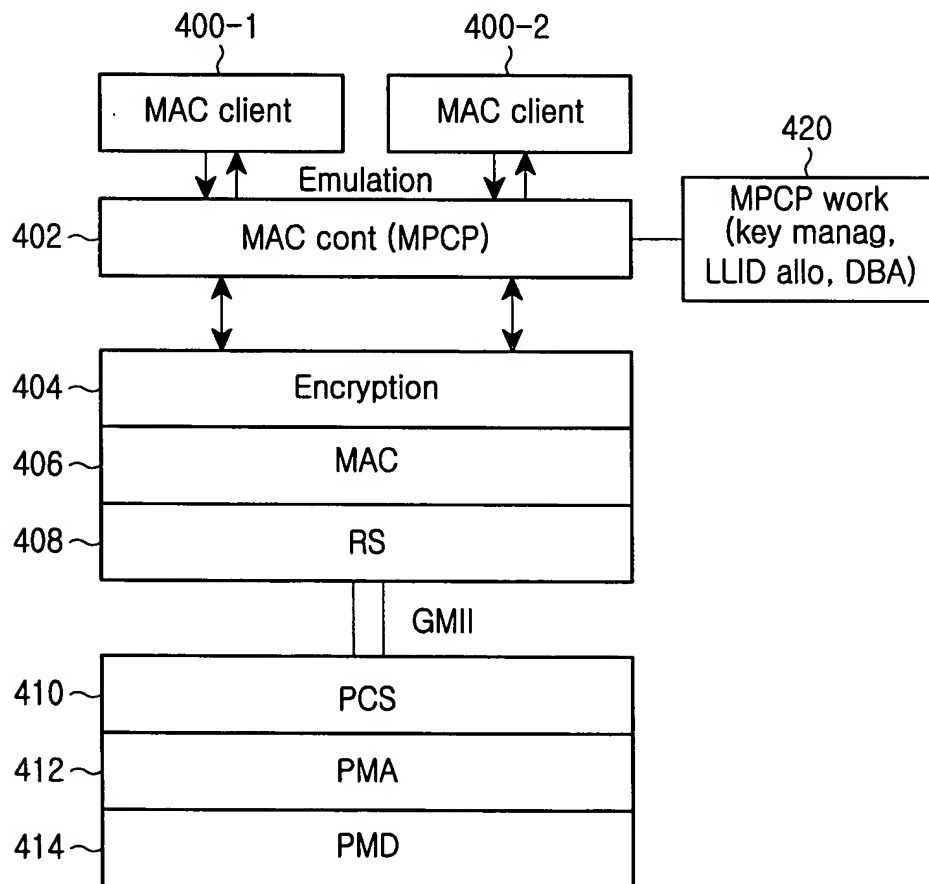 400-1
400-2
MAC client
MAC client
420
Emulation
MPCP work
(key manag,
LLID allo, DBA)
402
MAC cont (MPCP)
404
Encryption
406
MAC
408
RS
GMII
410
PCS
412
PMA
414
PMD